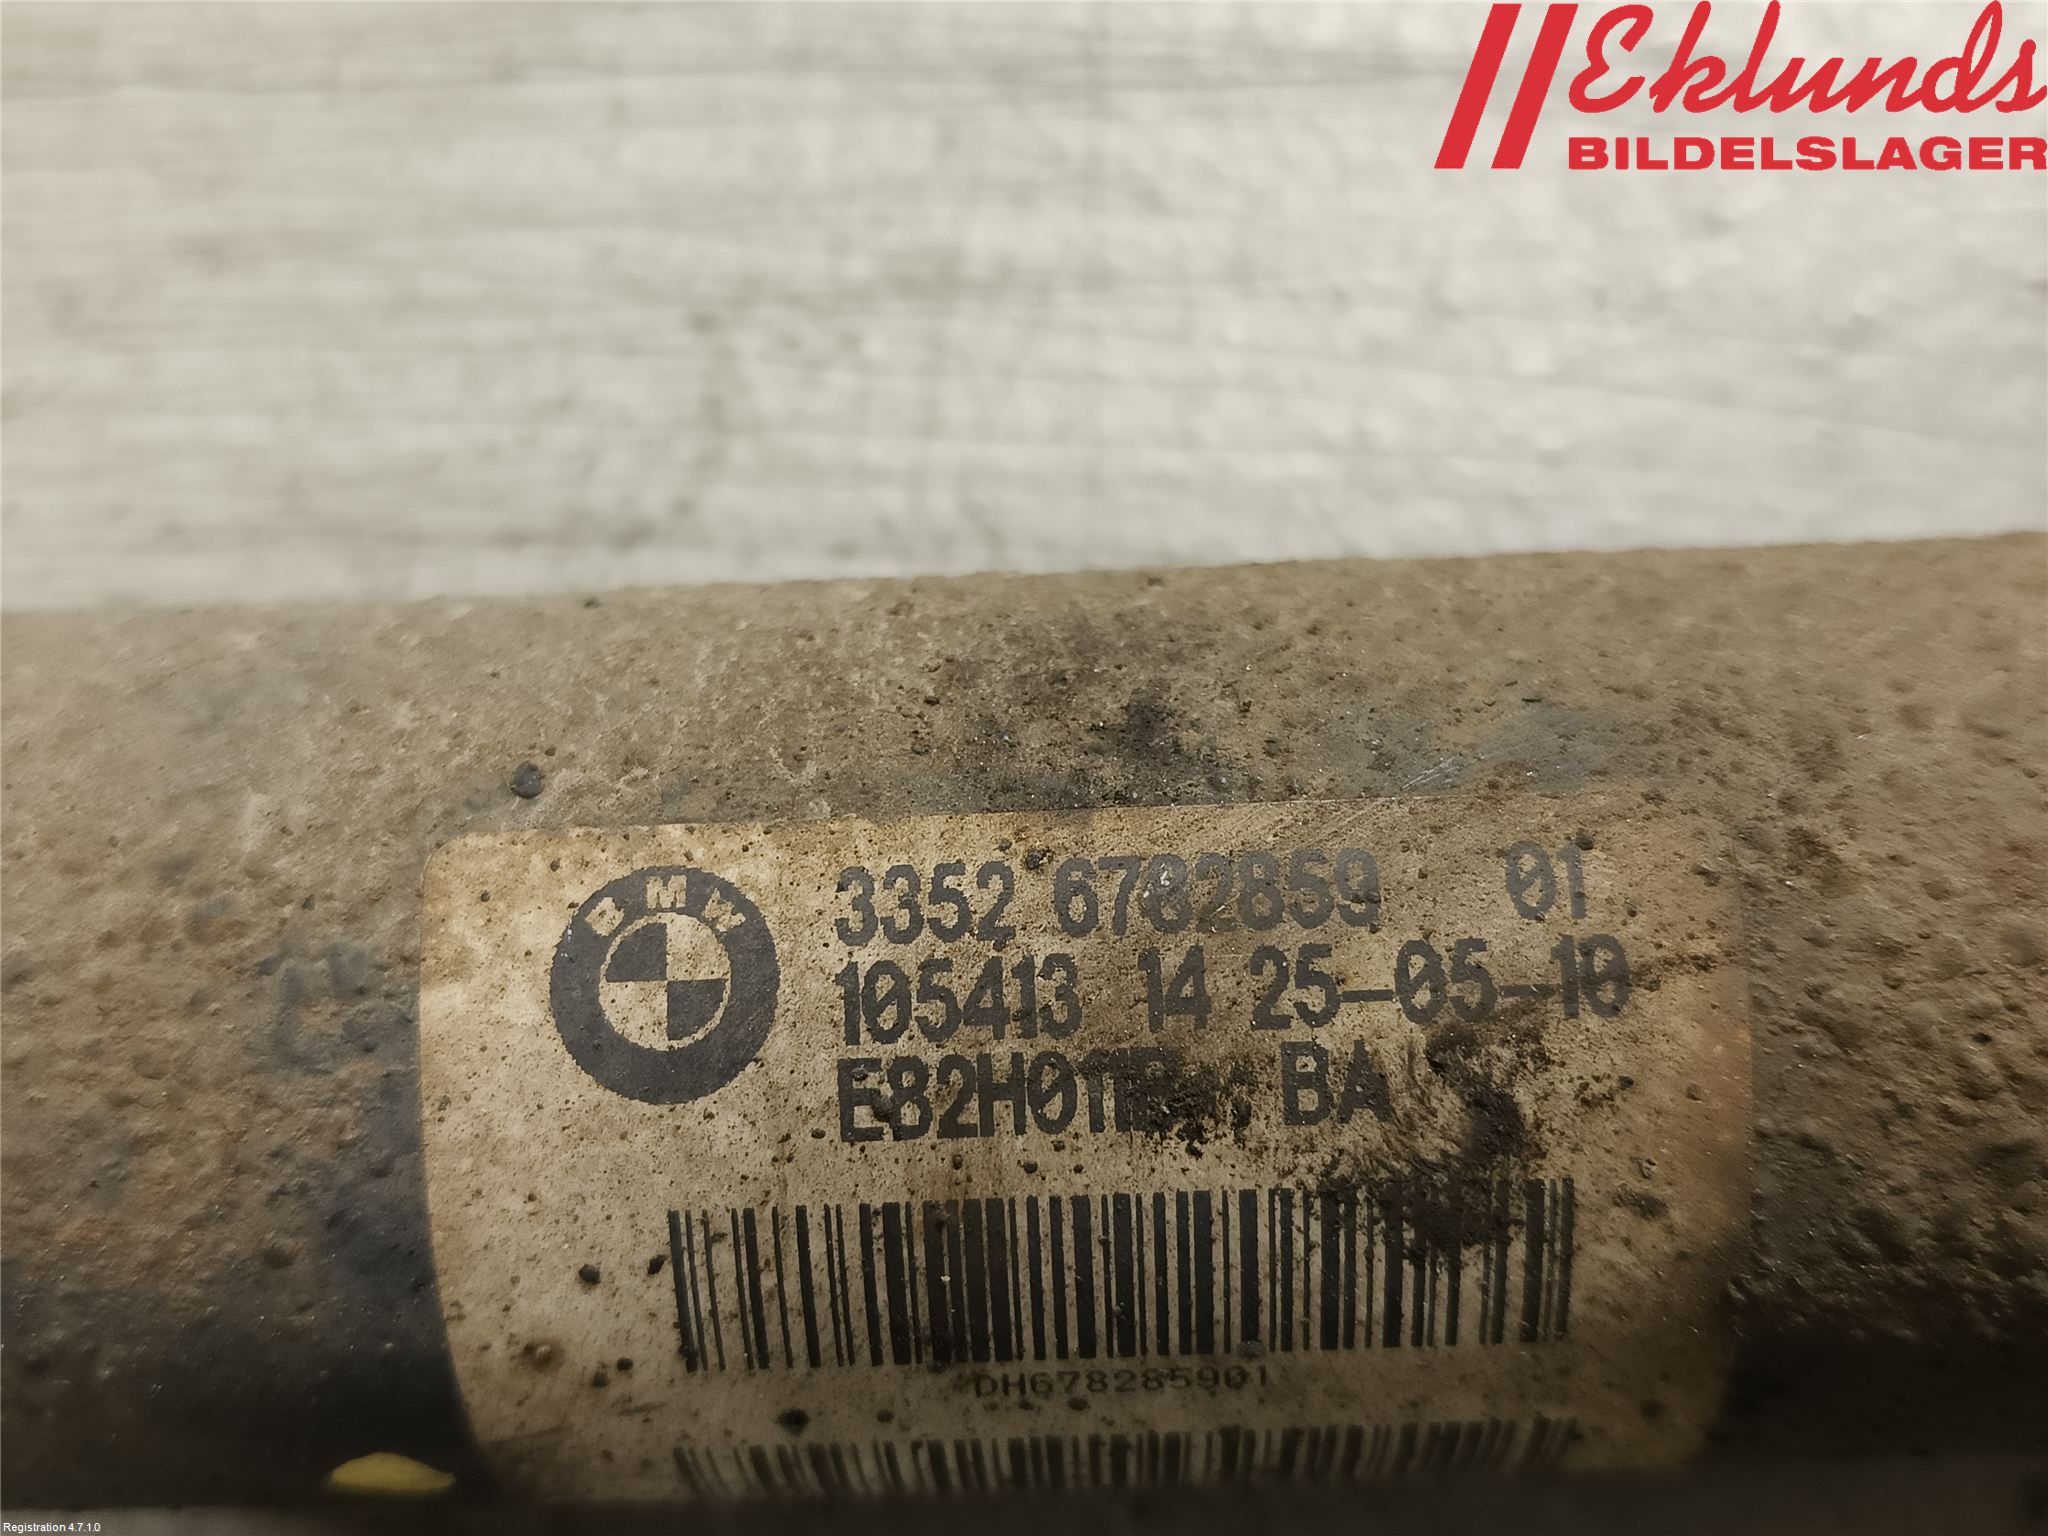 Eklunds
BILDELSLAGER
BMW
3352 6782859 01
105413 14 25-05-10
BA
DH678285901
Registration 4.7.1.0